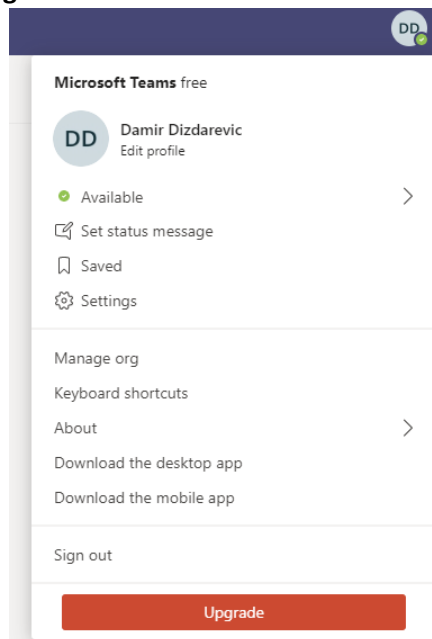 g
DD
Microsoft Teams free
DD
Damir Dizdarevic
Edit profile
Available
Set status message
Saved
Settings
Manage org
Keyboard shortcuts
About
Download the desktop app
Download the mobile app
Sign out
Upgrade